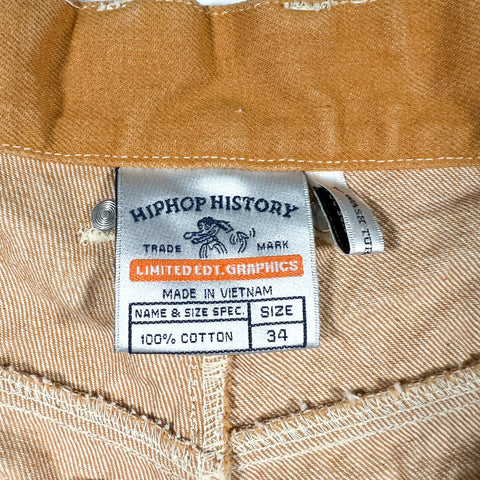 HIPHOP HISTORY
TRADE MARK
LIMITED EDT. GRAPHICS
MADE IN VIETNAM
NAME & SIZE SPEC. SIZE
100% COTTON 34